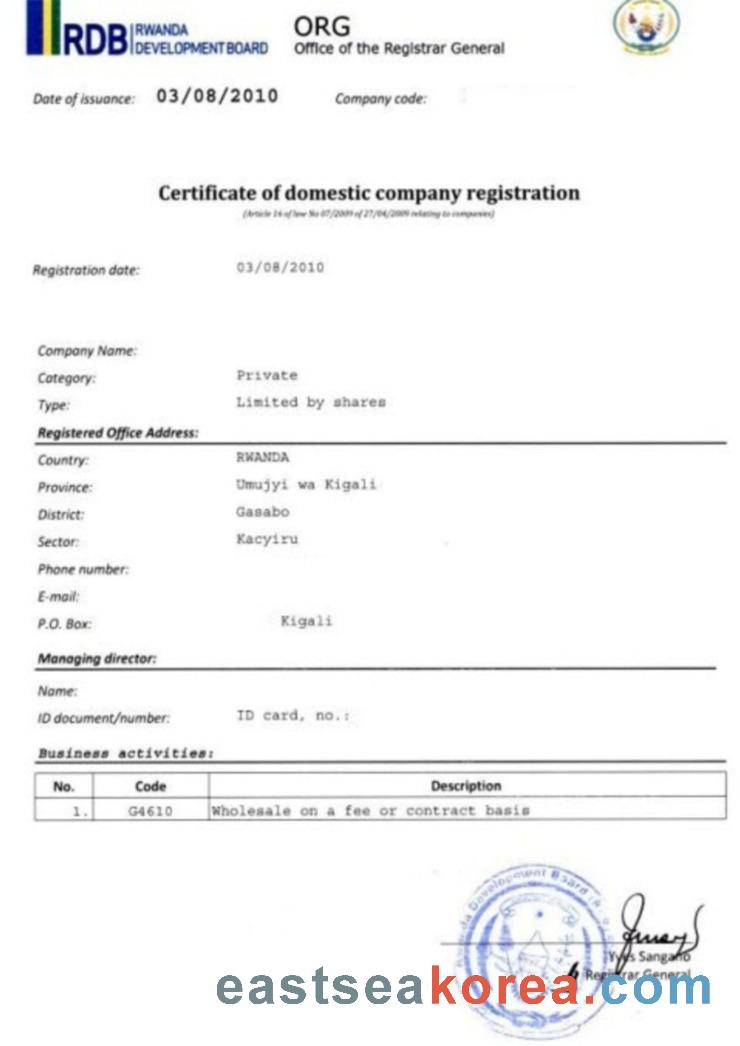 RDB RWANDA
DEVELOPMENT BOARD
ORG
Office of the Registrar General
Date of issuance: 03/08/2010 Company code:
Certificate of domestic company registration
(Article 16 of law No 07/2009 of 27/04/2009 relating to companies)
Registration date: 03/08/2010
Company Name:
Category: Private
Type: Limited by shares
Registered Office Address:
Country: RWANDA
Province: Umujyi wa Kigali
District: Gasabo
Sector: Kacyiru
Phone number:
E-mail:
P.O. Box: Kigali
Managing director:
Name:
ID document/number: ID card, no.:
Business activities:
No. Code Description
1. G4610 Wholesale on a fee or contract basis
Development Board
Yves Sangano
Registrar General
eastseakorea.com